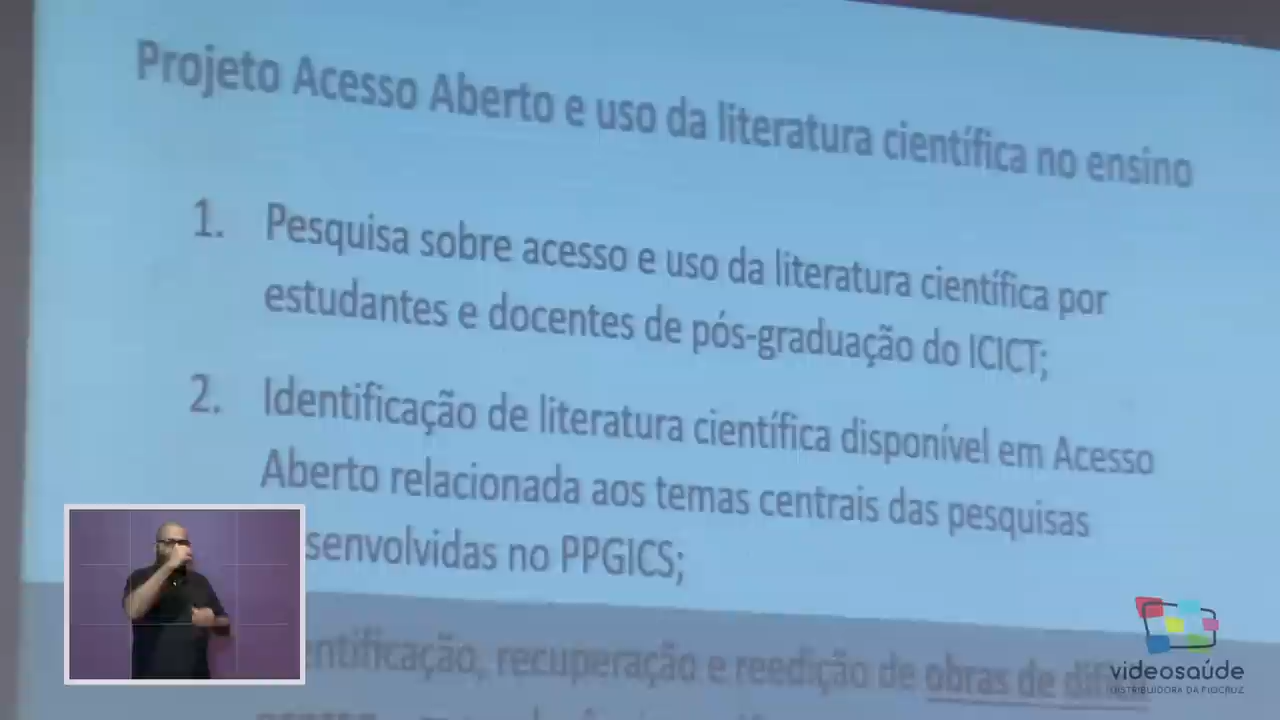 Projeto Acesso Aberto e uso da literatura científica no ensino
1. Pesquisa sobre acesso e uso da literatura científica por
estudantes e docentes de pós-graduação do ICICT;
2. Identificação de literatura científica disponível em Acesso
Aberto relacionada aos temas centrais das pesquisas
senvolvidas no PPGICS;
entificação, recuperação e reedição de obras de
videosaúde
DISTRIBUIDORA DA FIOCRUZ